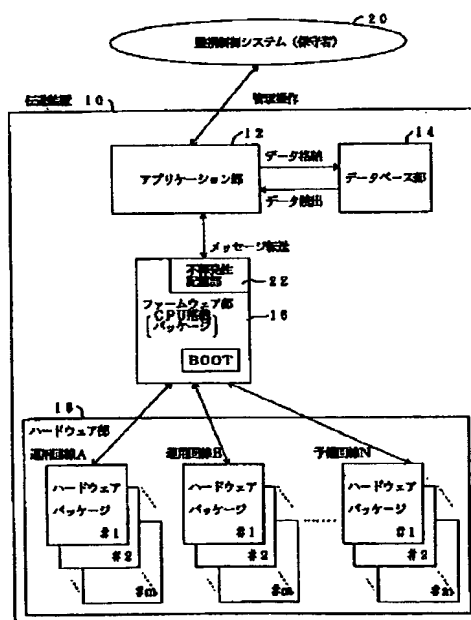 20
監視制御システム（保守者）
伝送装置 10
管理操作
12
アプリケーション部
データ格納
データ読出
14
データベース部
メッセージ転送
不揮発性
記憶部
22
ファームウェア部
CPU搭載
パッケージ
16
BOOT
18
ハードウェア部
運用回線A
運用回線B
予備回線N
ハードウェア
パッケージ
#1
#2
#m
ハードウェア
パッケージ
#1
#2
#m
ハードウェア
パッケージ
#1
#2
#m